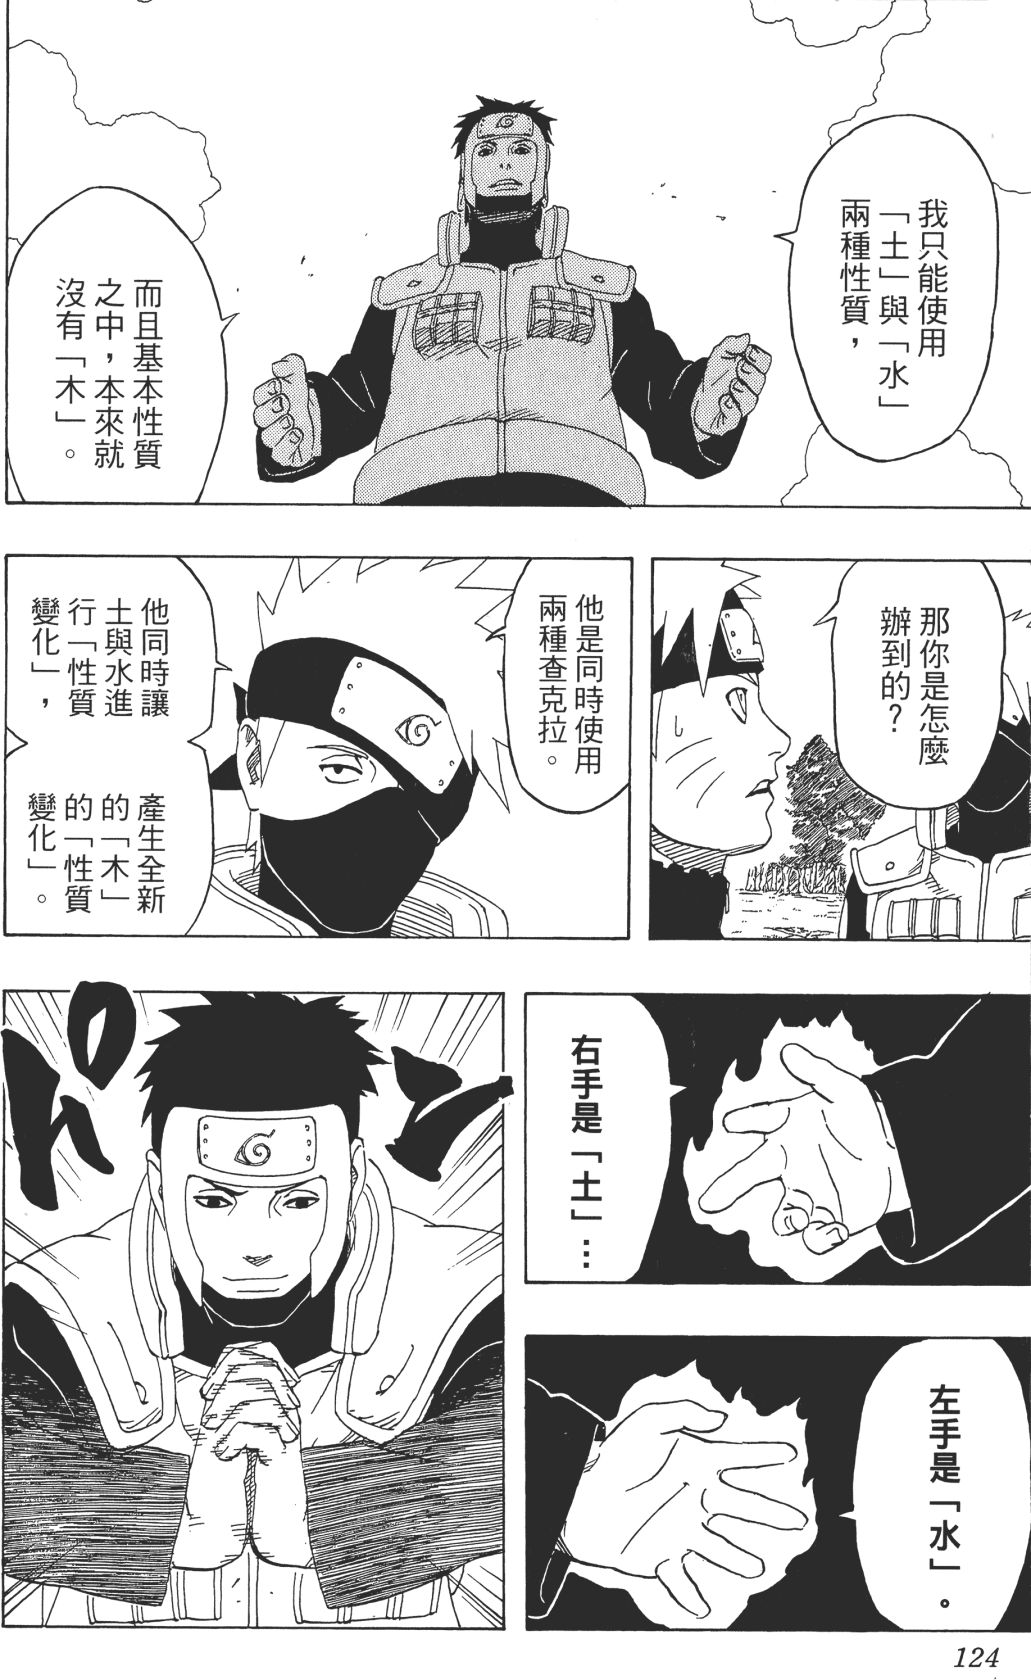 我只能使用
「土」與「水」
兩種性質，
而且基本性質
之中，本來就
沒有「木」。
那你是怎麼
辦到的？
他是同時使用
兩種查克拉。
他同時讓
土與水進
行「性質
變化」，
產生全新
的「木」
的「性質
變化」。
右手是「土」…
左手是「水」。
パン
124